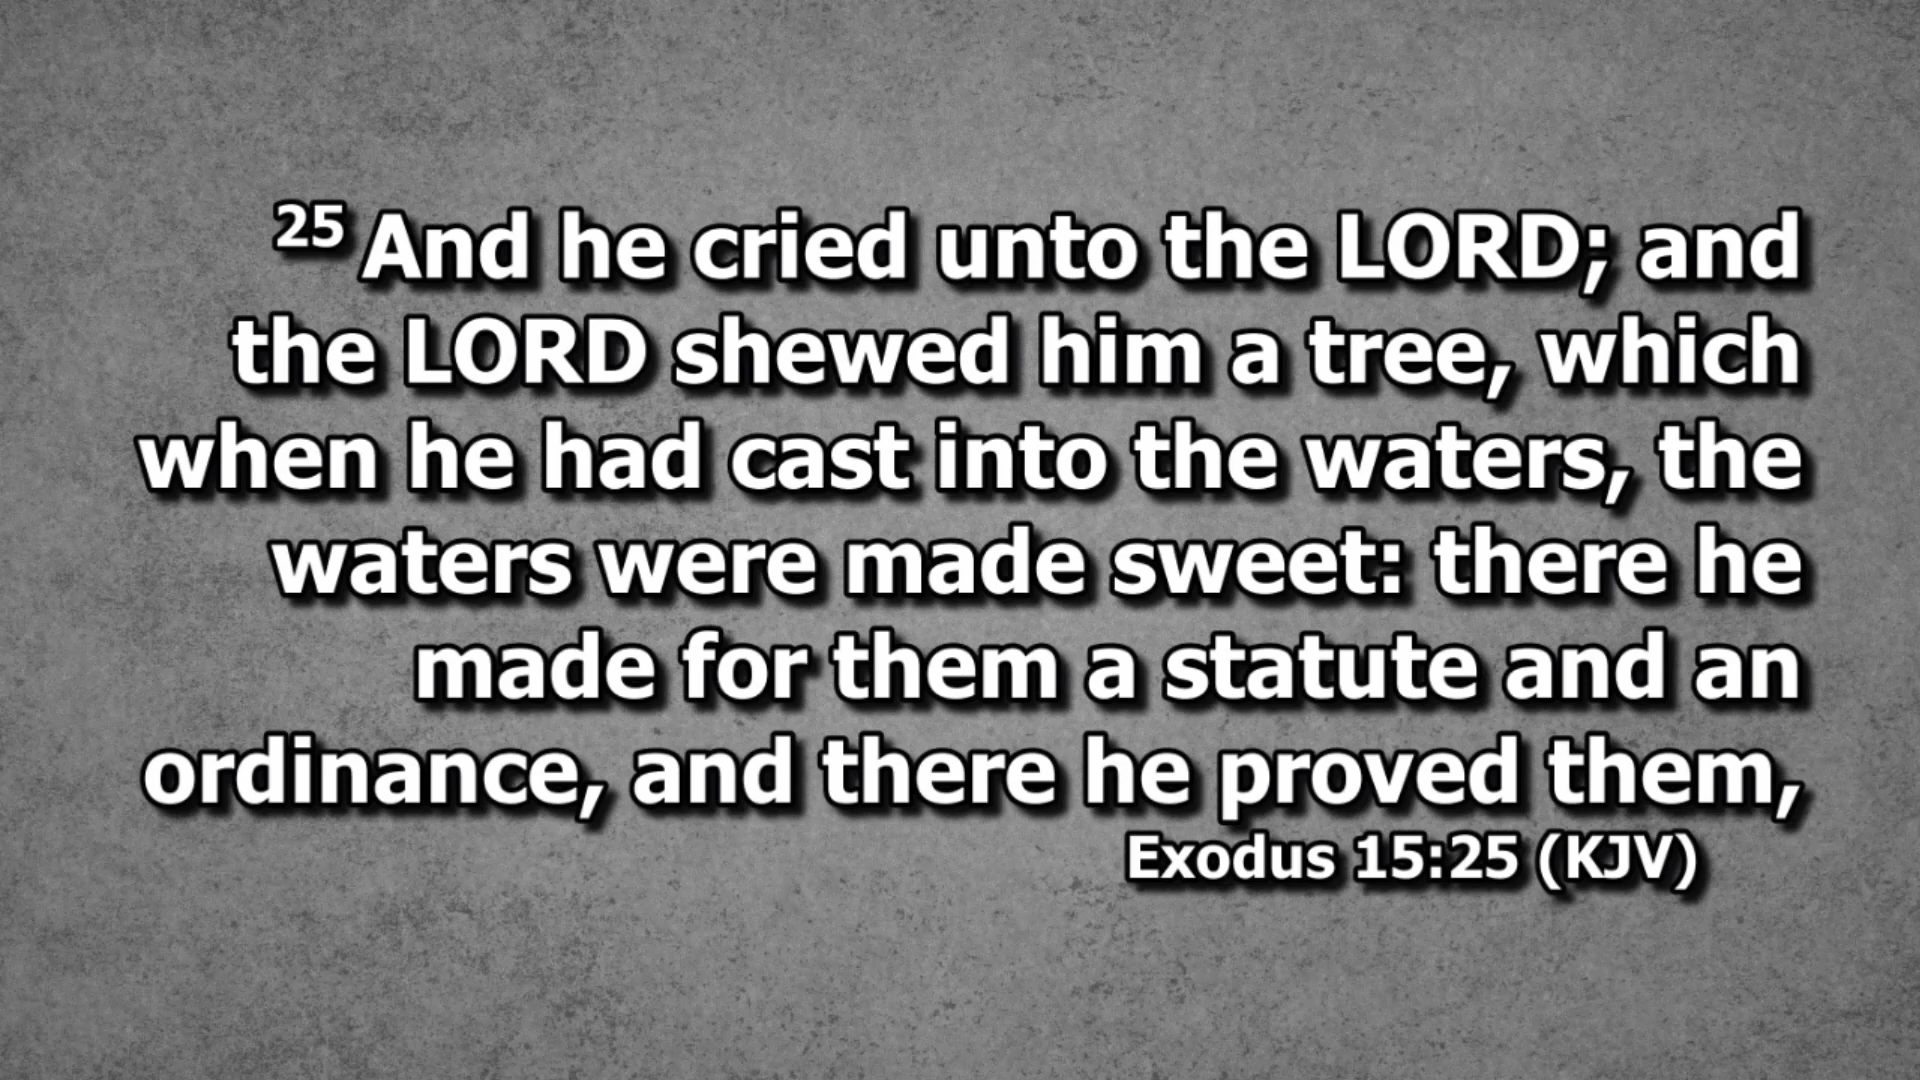 25 And he cried unto the LORD; and
the LORD shewed him a tree, which
when he had cast into the waters, the
waters were made sweet: there he
made for them a statute and an
ordinance, and there he proved them,
Exodus 15:25 (KJV)